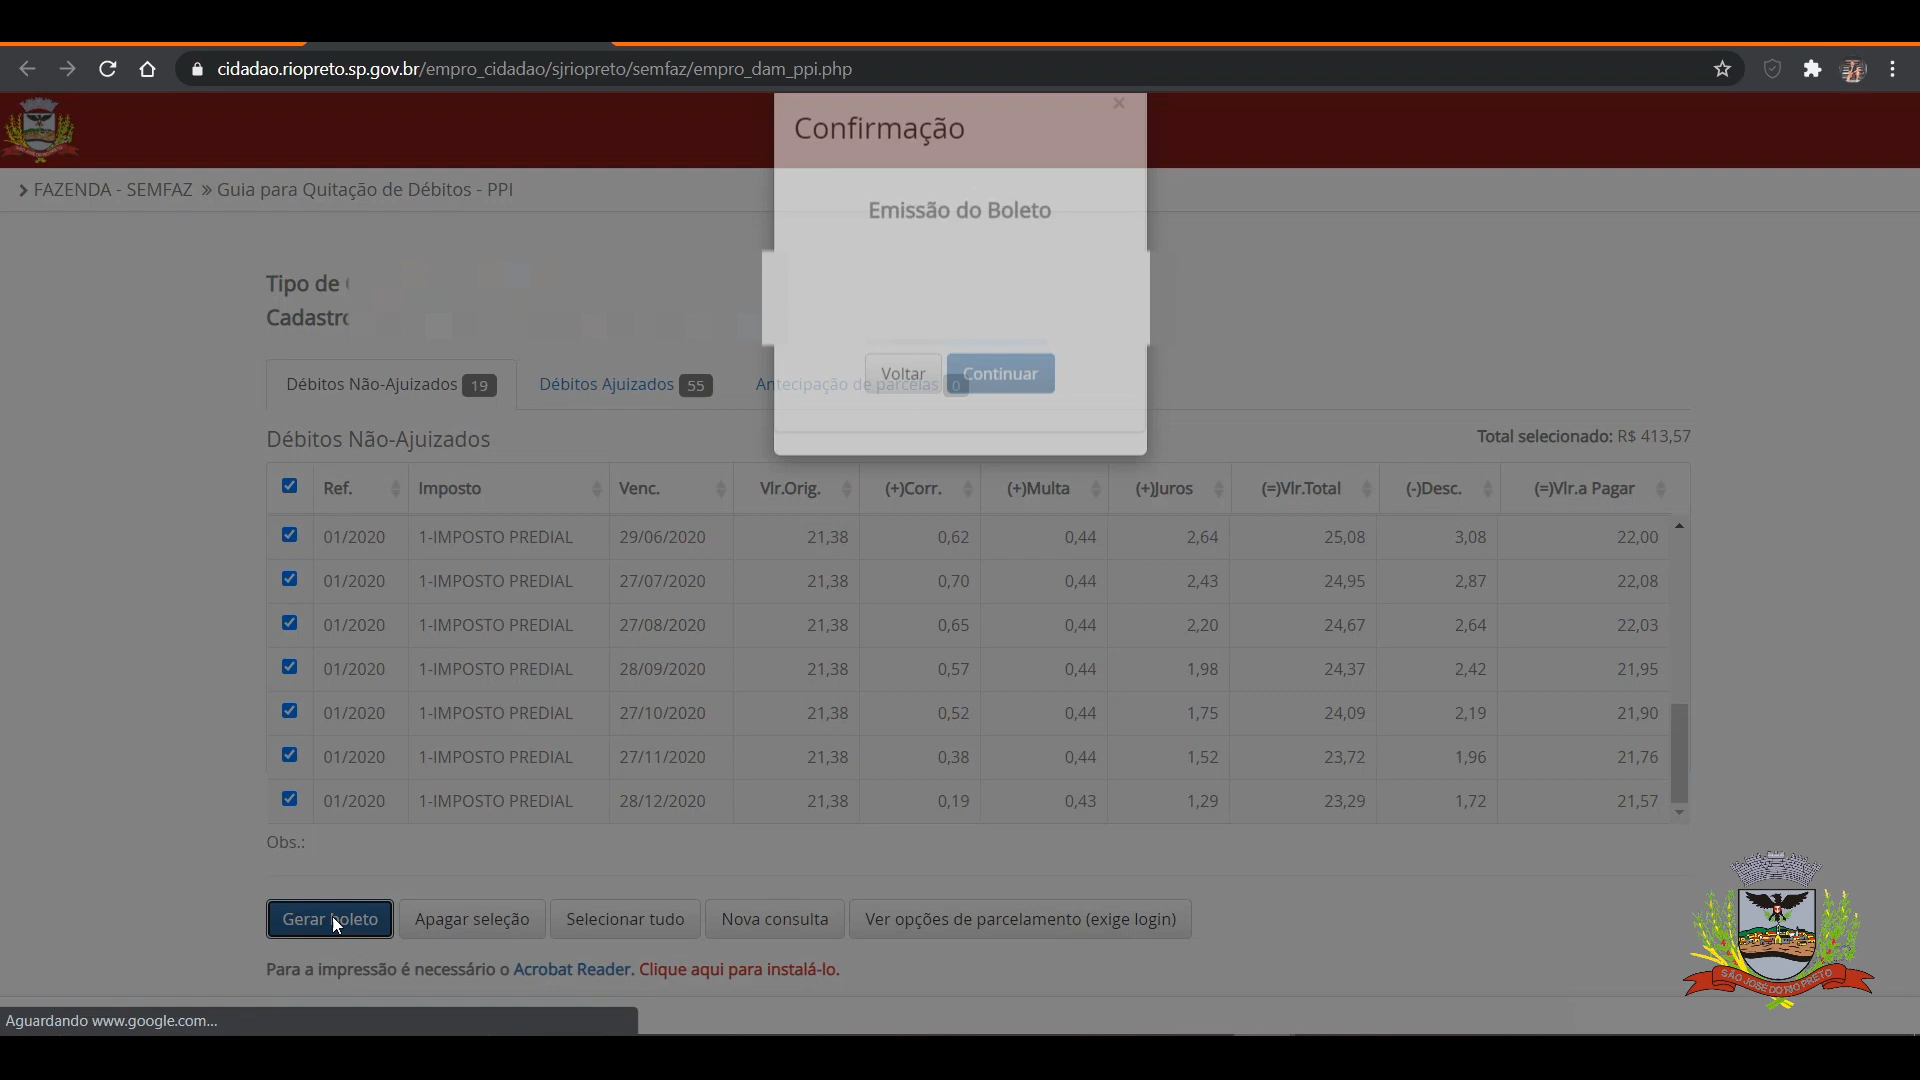 cidadao.riopreto.sp.gov.br/empro_cidadao/sjriopreto/semfaz/empro_dam_ppi.php
Confirmação
×
FAZENDA - SEMFAZ » Guia para Quitação de Débitos - PPI
Emissão do Boleto
Tipo de
Cadastro
Voltar Continuar
Débitos Não-Ajuizados 19 Débitos Ajuizados 55 Antecipação de parcelas 0
Débitos Não-Ajuizados Total selecionado: R$ 413,57
Ref. Imposto Venc. Vlr.Orig. (+)Corr. (+)Multa (+)Juros (=)Vlr.Total (-)Desc. (=)Vlr.a Pagar
01/2020 1-IMPOSTO PREDIAL 29/06/2020 21,38 0,62 0,44 2,64 25,08 3,08 22,00
01/2020 1-IMPOSTO PREDIAL 27/07/2020 21,38 0,70 0,44 2,43 24,95 2,87 22,08
01/2020 1-IMPOSTO PREDIAL 27/08/2020 21,38 0,65 0,44 2,20 24,67 2,64 22,03
01/2020 1-IMPOSTO PREDIAL 28/09/2020 21,38 0,57 0,44 1,98 24,37 2,42 21,95
01/2020 1-IMPOSTO PREDIAL 27/10/2020 21,38 0,52 0,44 1,75 24,09 2,19 21,90
01/2020 1-IMPOSTO PREDIAL 27/11/2020 21,38 0,38 0,44 1,52 23,72 1,96 21,76
01/2020 1-IMPOSTO PREDIAL 28/12/2020 21,38 0,19 0,43 1,29 23,29 1,72 21,57
Obs.:
Gerar boleto Apagar seleção Selecionar tudo Nova consulta Ver opções de parcelamento (exige login)
Para a impressão é necessário o Acrobat Reader. Clique aqui para instalá-lo.
SÃO JOSÉ DO RIO PRETO
Aguardando www.google.com...